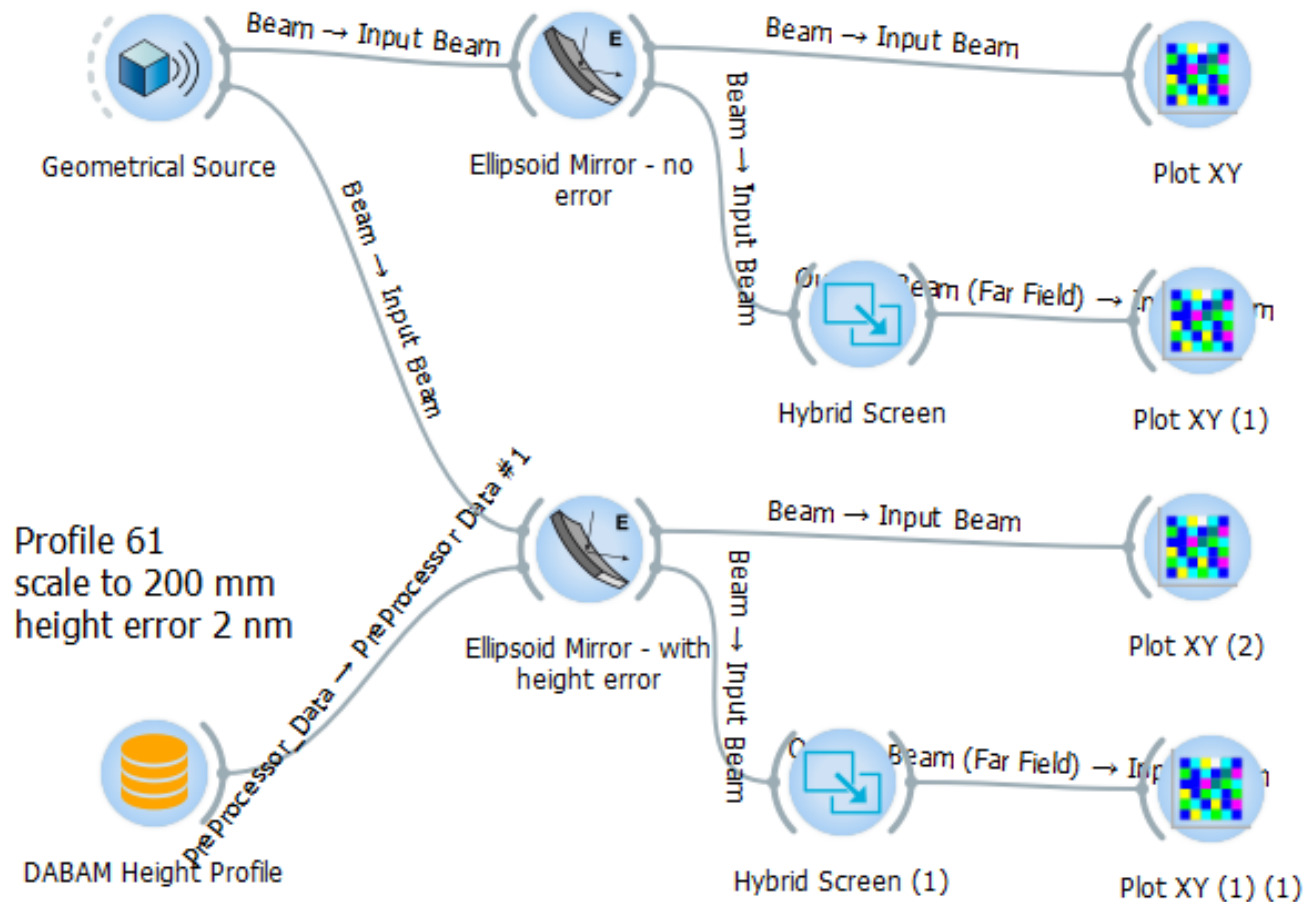 Beam → Input Beam
Beam → Input Beam
E
Geometrical Source
Ellipsoid Mirror - no
error
Plot XY
Beam → Input Beam
Beam → Input Beam
Beam (Far Field) →
Hybrid Screen
Plot XY (1)
Profile 61
scale to 200 mm
height error 2 nm
PreProcessor_Data → PreProcessor Data #1
E
Beam → Input Beam
Ellipsoid Mirror - with
height error
Plot XY (2)
Beam → Input Beam
Beam (Far Field) →
DABAM Height Profile
Hybrid Screen (1)
Plot XY (1) (1)